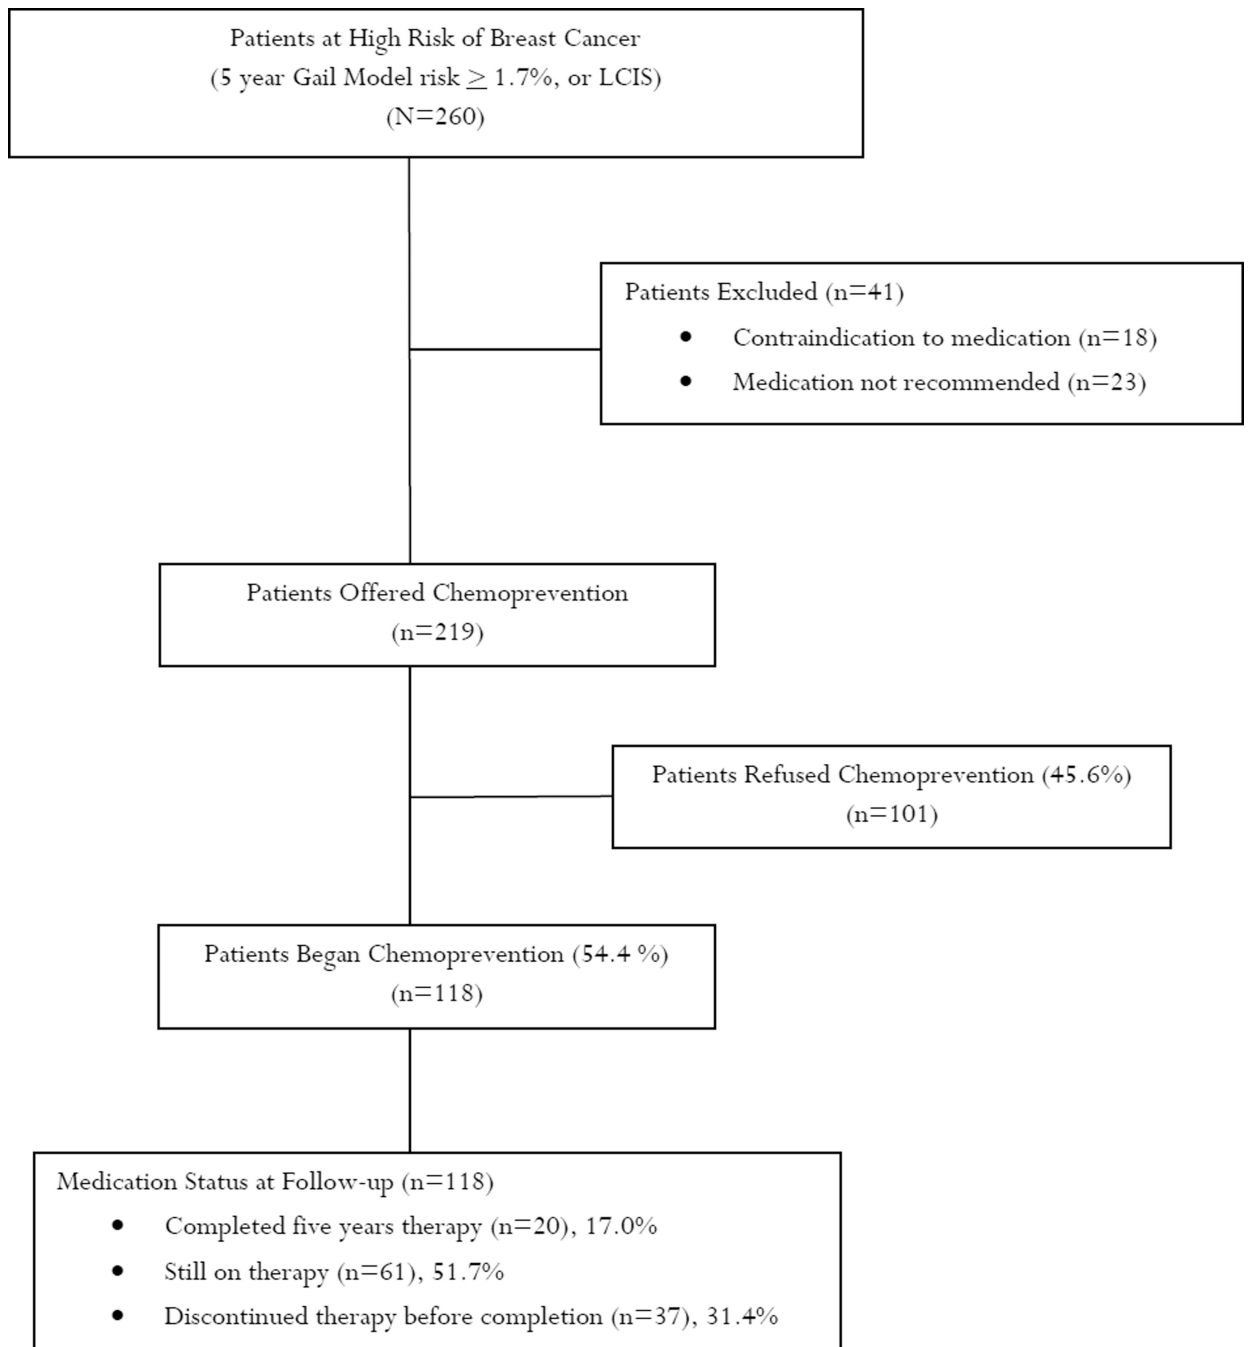 Patients at High Risk of Breast Cancer
(5 year Gail Model risk ≥ 1.7%, or LCIS)
(N=260)
Patients Excluded (n=41)
• Contraindication to medication (n=18)
• Medication not recommended (n=23)
Patients Offered Chemoprevention
(n=219)
Patients Refused Chemoprevention (45.6%)
(n=101)
Patients Began Chemoprevention (54.4 %)
(n=118)
Medication Status at Follow-up (n=118)
• Completed five years therapy (n=20), 17.0%
• Still on therapy (n=61), 51.7%
• Discontinued therapy before completion (n=37), 31.4%